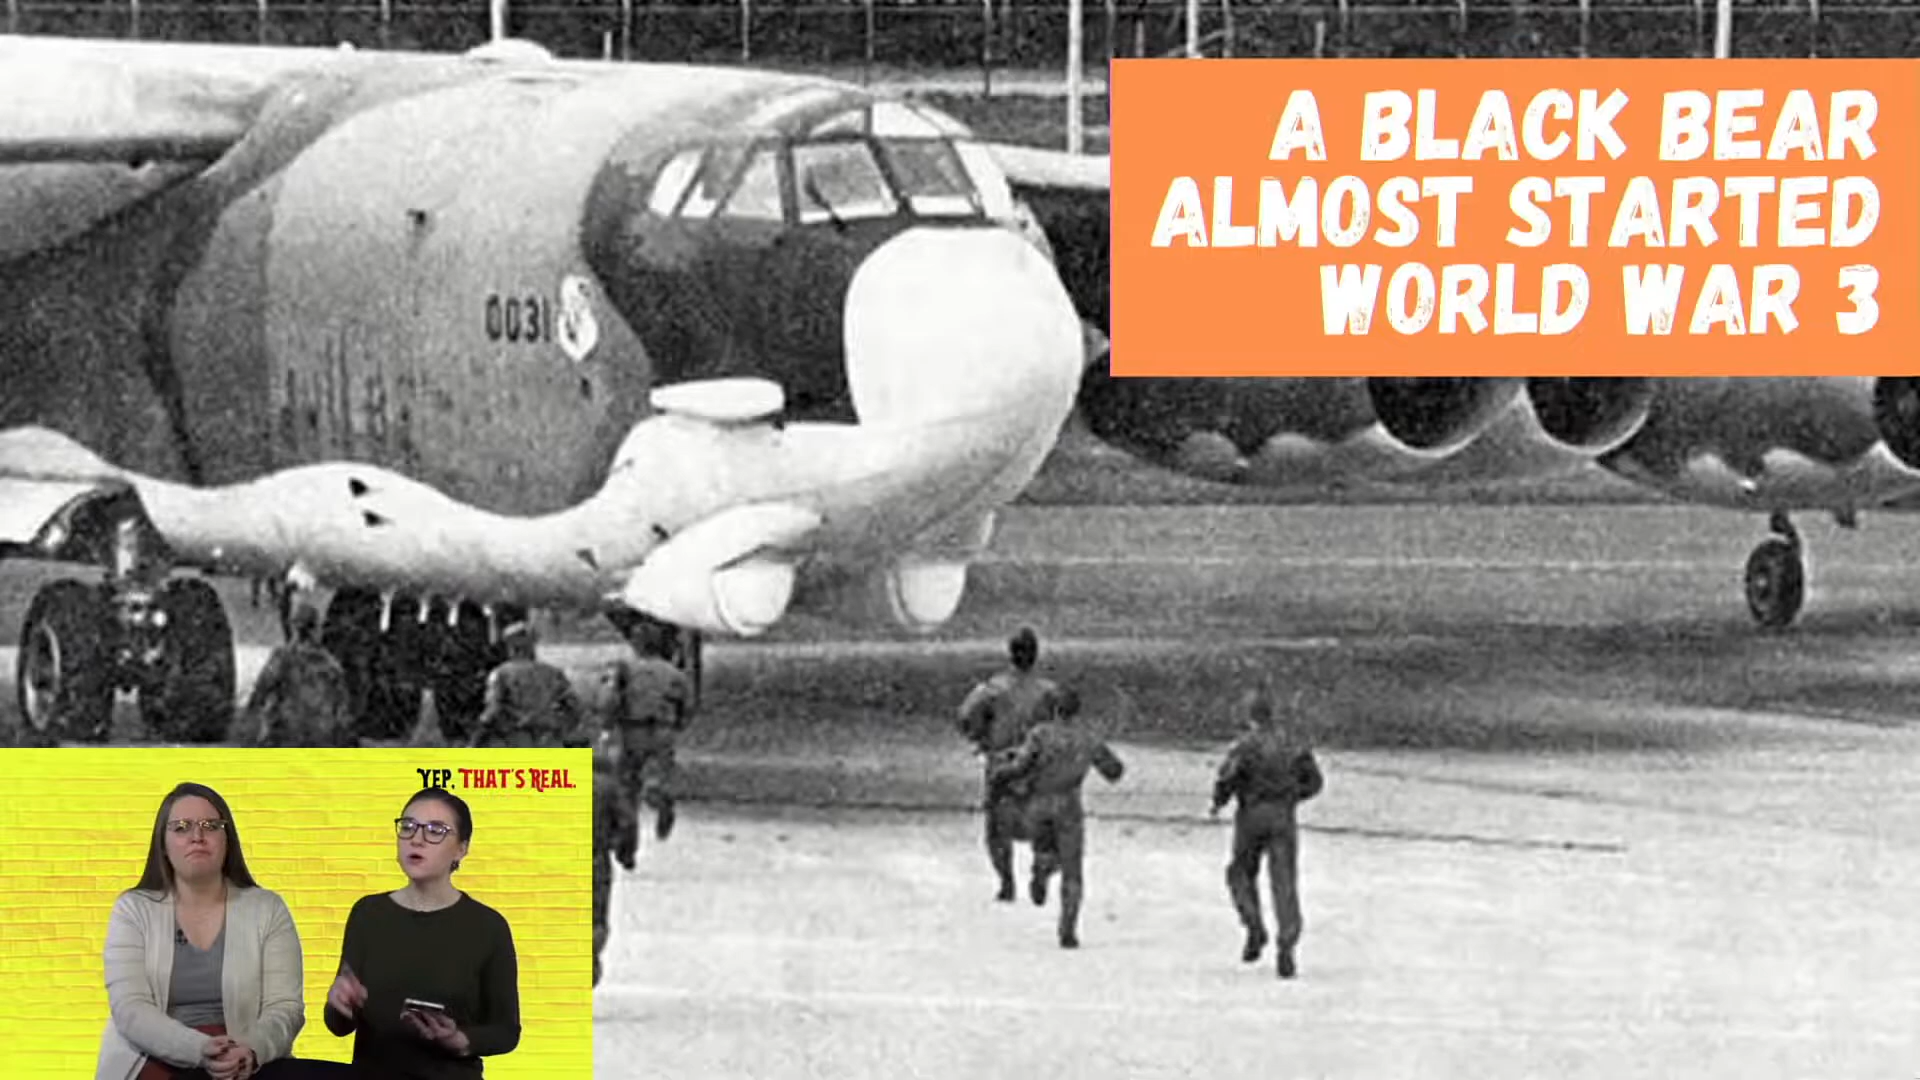 A BLACK BEAR
ALMOST STARTED
WORLD WAR 3
0031
YEP, THAT'S REAL.